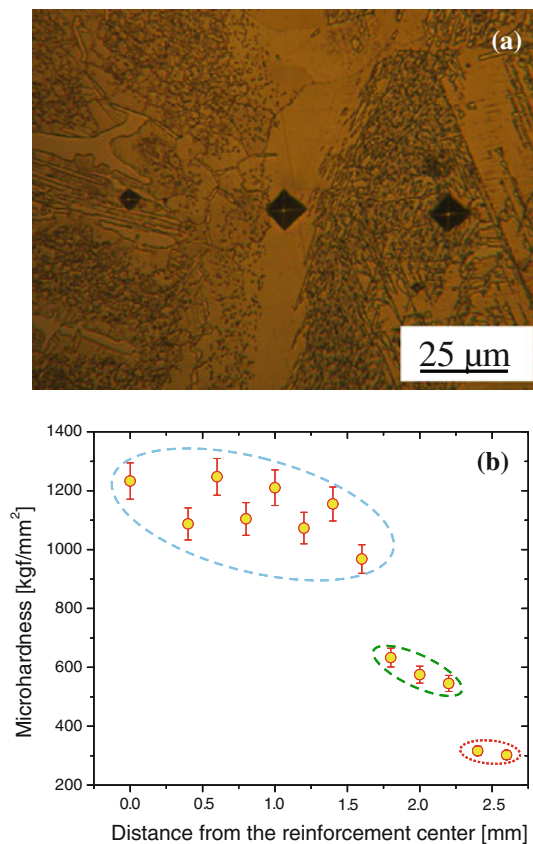 (a)
25 μm
(b)
1400
1200
1000
800
600
400
200
Microhardness [kgf/mm²]
0.0 0.5 1.0 1.5 2.0 2.5
Distance from the reinforcement center [mm]